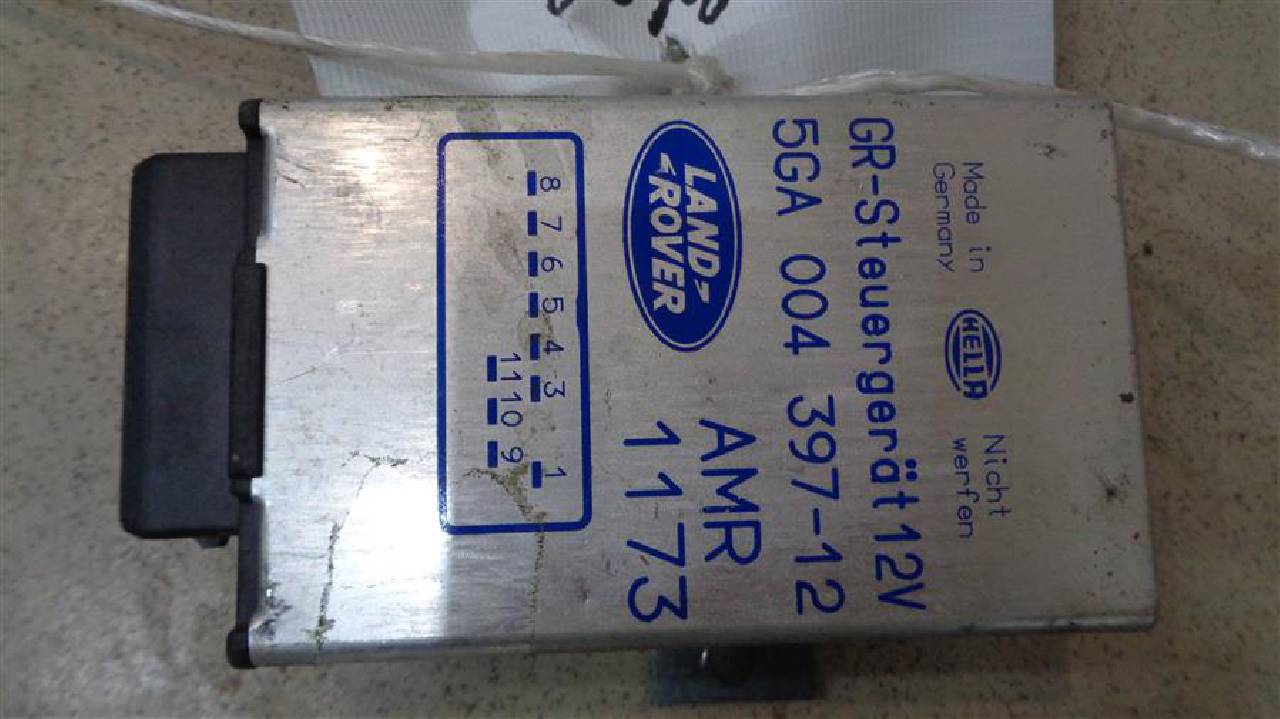 Made in
Germany
HELLA
Nicht
werfen
GR-Steuergerät 12V
5GA 004 397-12
LAND
ROVER
AMR
1173
8 7 6 5 4 3 1
11 10 9